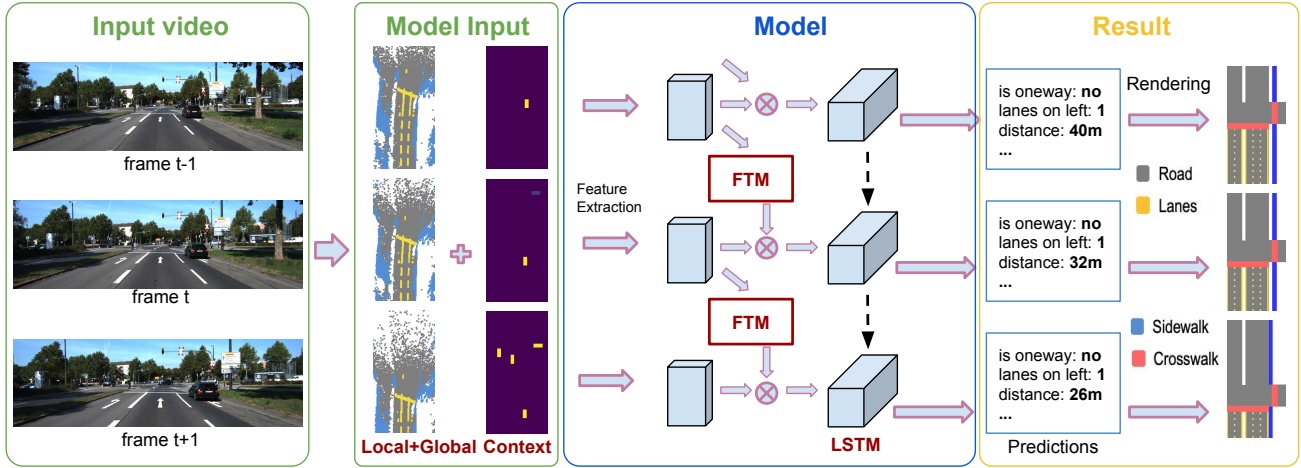 Input video
frame t-1
frame t
frame t+1
Model Input
Local+Global
Context
Model
Feature
Extraction
FTM
FTM
LSTM
Result
is oneway: no
lanes on left: 1
distance: 40m
...
is oneway: no
lanes on left: 1
distance: 32m
...
is oneway: no
lanes on left: 1
distance: 26m
...
Predictions
Rendering
Road
Lanes
Sidewalk
Crosswalk